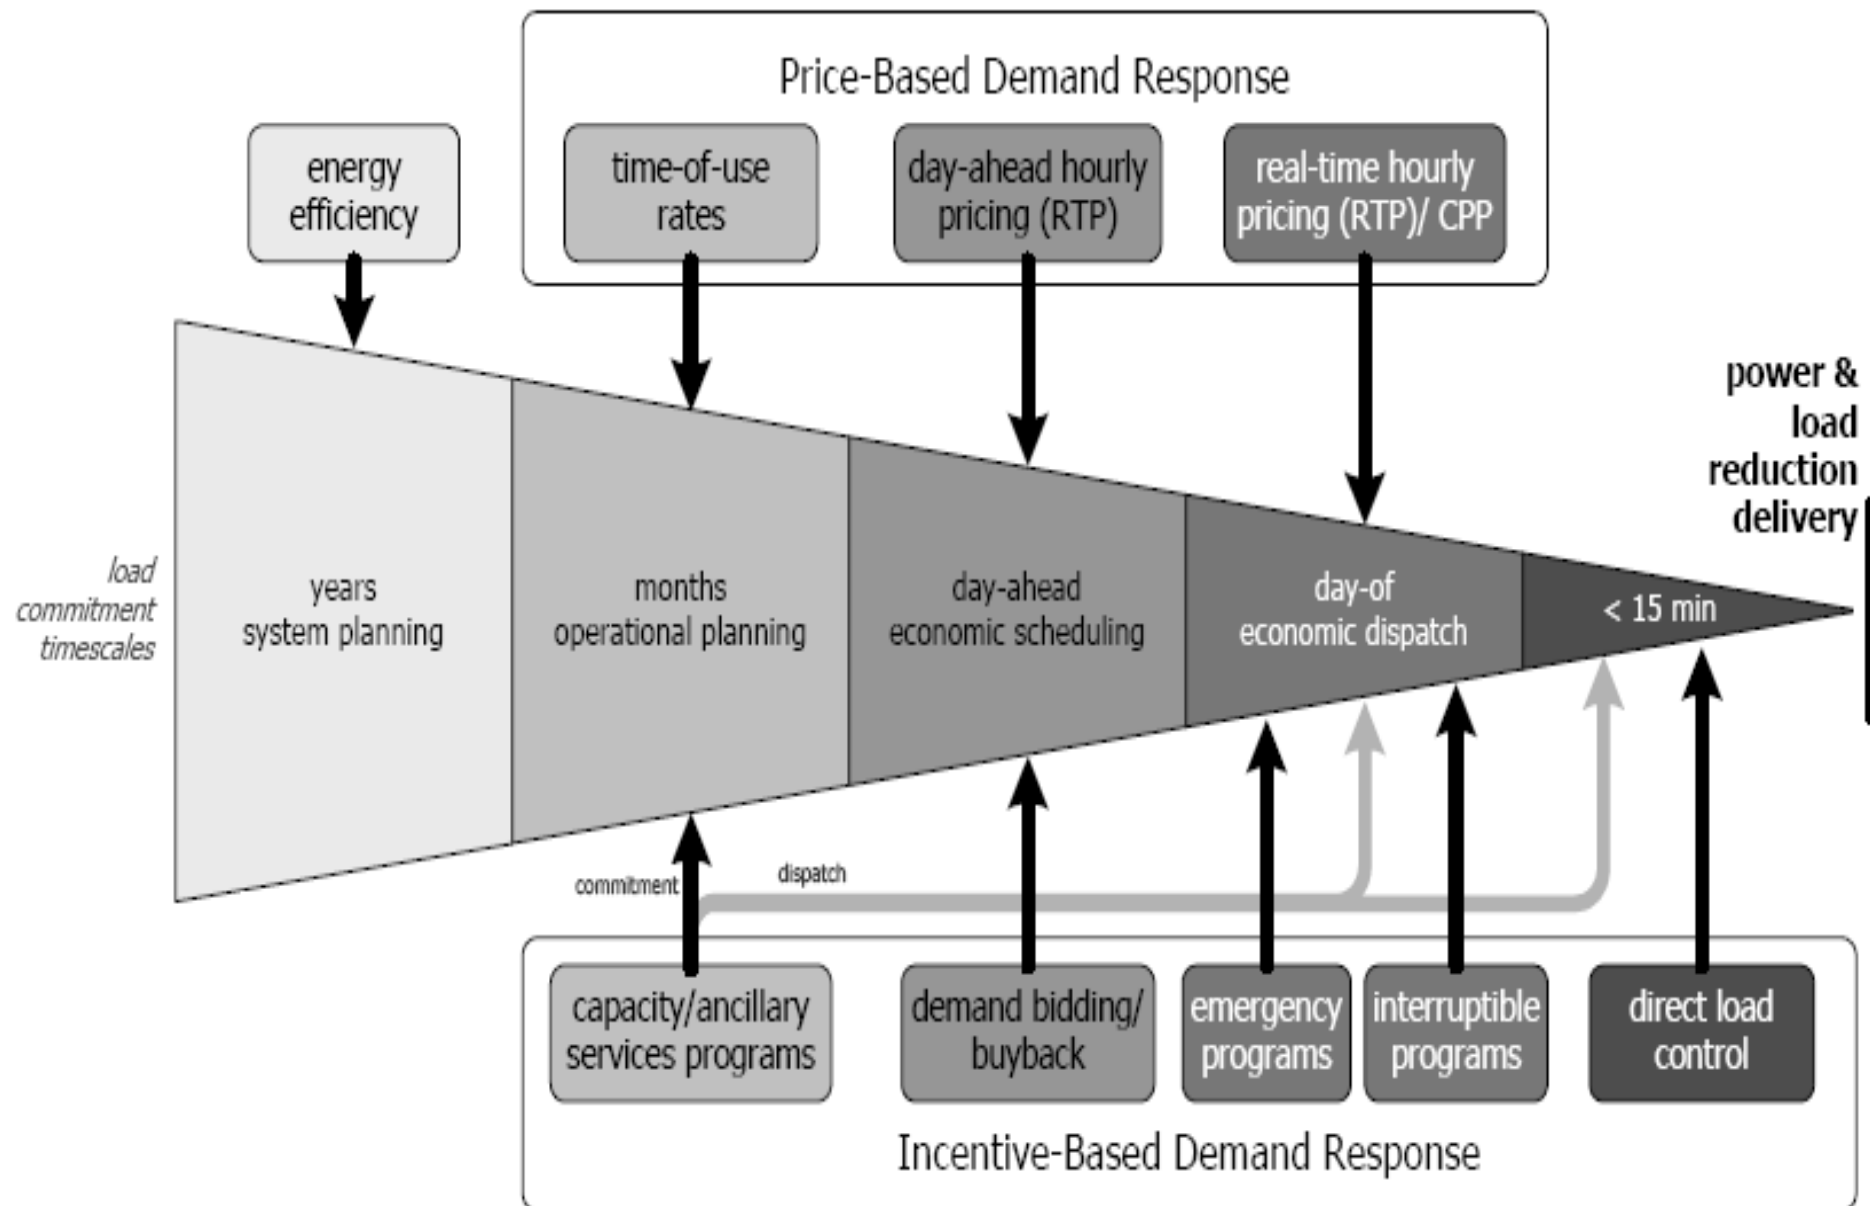 Price-Based Demand Response
energy
efficiency
time-of-use
rates
day-ahead hourly
pricing (RTP)
real-time hourly
pricing (RTP)/ CPP
power &
load
reduction
delivery
load
commitment
timescales
years
system planning
months
operational planning
day-ahead
economic scheduling
day-of
economic dispatch
< 15 min
commitment
dispatch
capacity/ancillary
services programs
demand bidding/
buyback
emergency
programs
interruptible
programs
direct load
control
Incentive-Based Demand Response